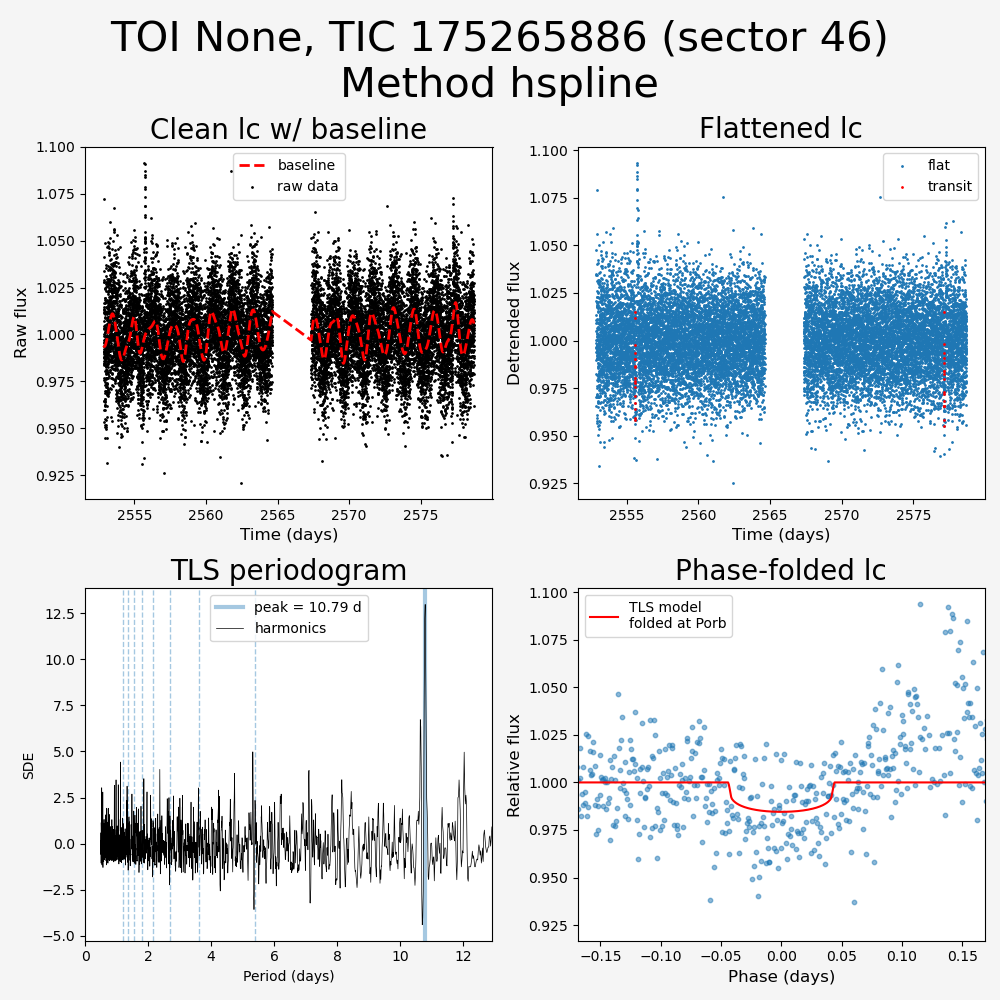 TOI None, TIC 175265886 (sector 46)
Method hspline
Clean lc w/ baseline
Flattened lc
1.100
1.075
1.050
1.025
1.000
0.975
0.950
0.925
Raw flux
baseline
raw data
2555
2560
2565
2570
2575
Time (days)
1.100
1.075
1.050
1.025
1.000
0.975
0.950
0.925
Detrended flux
flat
transit
2555
2560
2565
2570
2575
Time (days)
TLS periodogram
Phase-folded lc
12.5
10.0
7.5
5.0
2.5
0.0
−2.5
−5.0
SDE
peak = 10.79 d
harmonics
0
2
4
6
8
10
12
Period (days)
1.100
1.075
1.050
1.025
1.000
0.975
0.950
0.925
Relative flux
TLS model
folded at Porb
−0.15
−0.10
−0.05
0.00
0.05
0.10
0.15
Phase (days)